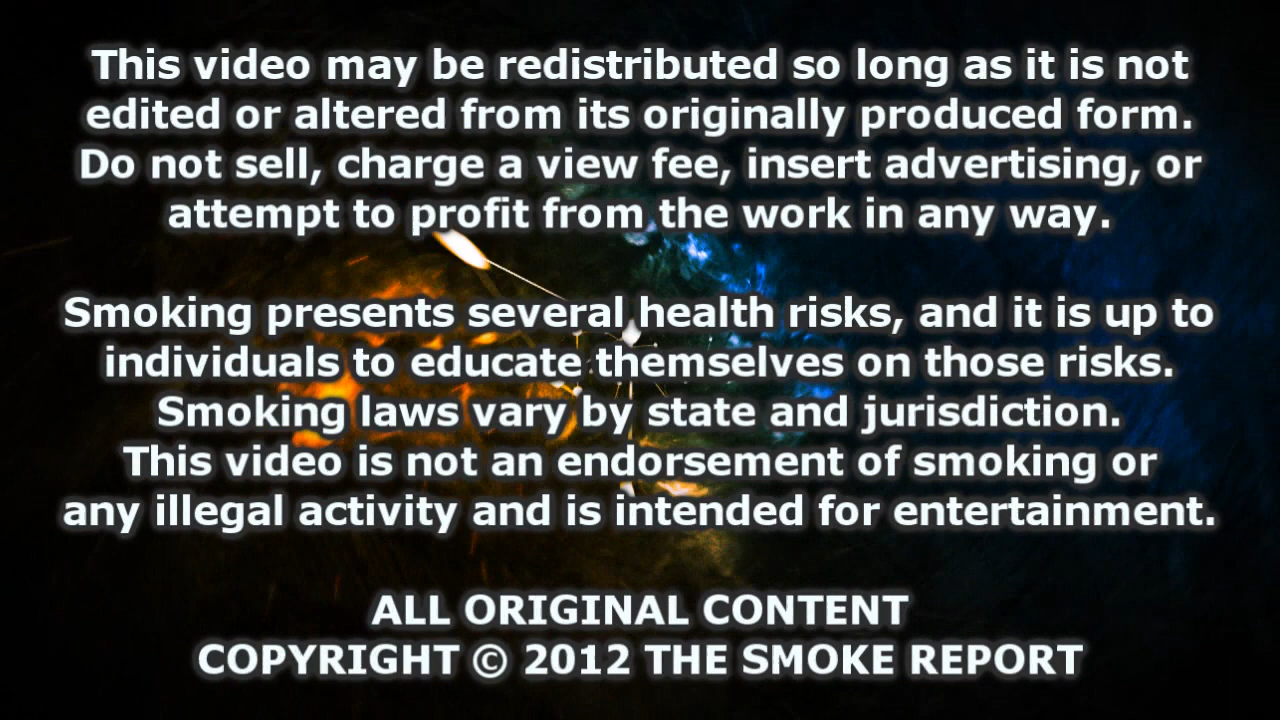 This video may be redistributed so long as it is not
edited or altered from its originally produced form.
Do not sell, charge a view fee, insert advertising, or
attempt to profit from the work in any way.
Smoking presents several health risks, and it is up to
individuals to educate themselves on those risks.
Smoking laws vary by state and jurisdiction.
This video is not an endorsement of smoking or
any illegal activity and is intended for entertainment.
ALL ORIGINAL CONTENT
COPYRIGHT © 2012 THE SMOKE REPORT